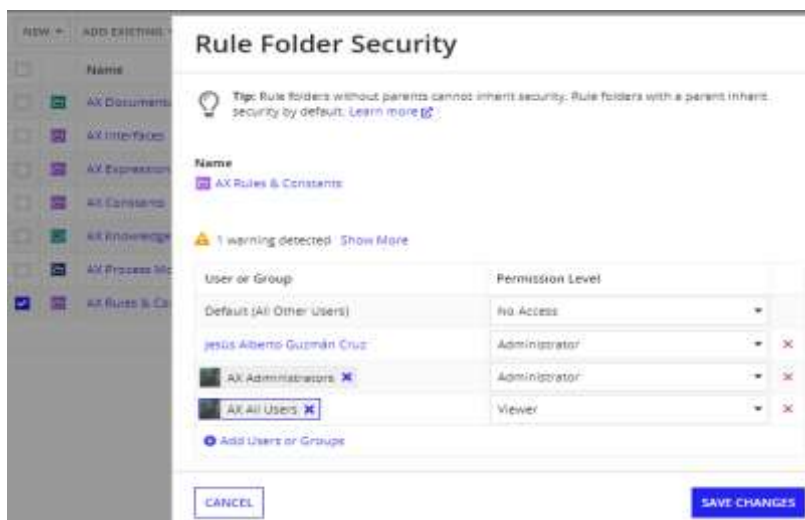 NEW
ADD EXISTING
Name
AX Documents
AX Interfaces
AX Expression
AX Constants
AX Knowledge
AX Process Mo
AX Rules & Co
Rule Folder Security
Tip: Rule folders without parents cannot inherit security. Rule folders with a parent inherit
security by default. Learn more
Name
AX Rules & Constants
1 warning detected Show More
User or Group Permission Level
Default (All Other Users) No Access
Jesús Alberto Guzmán Cruz Administrator
AX Administrators Administrator
AX All Users Viewer
Add Users or Groups
CANCEL
SAVE CHANGES